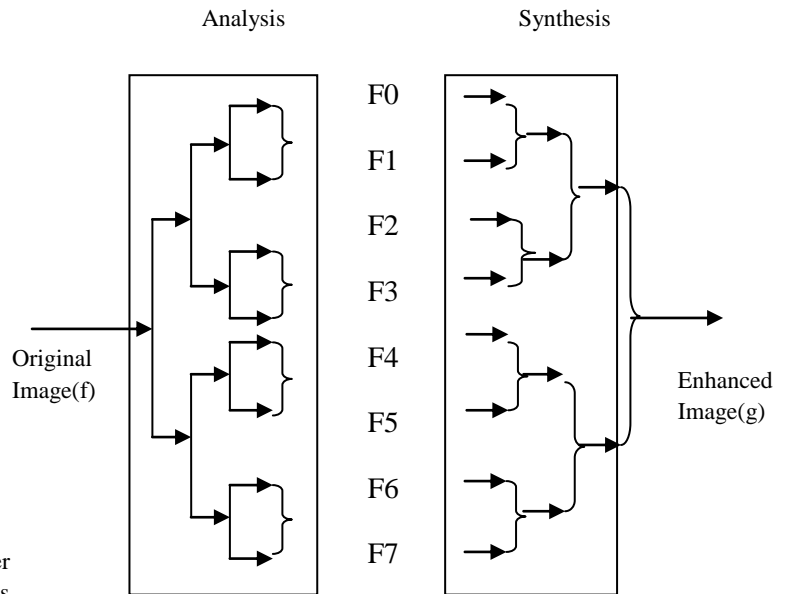 Analysis
Synthesis
F0
F1
F2
F3
F4
F5
F6
F7
Original
Image(f)
Enhanced
Image(g)